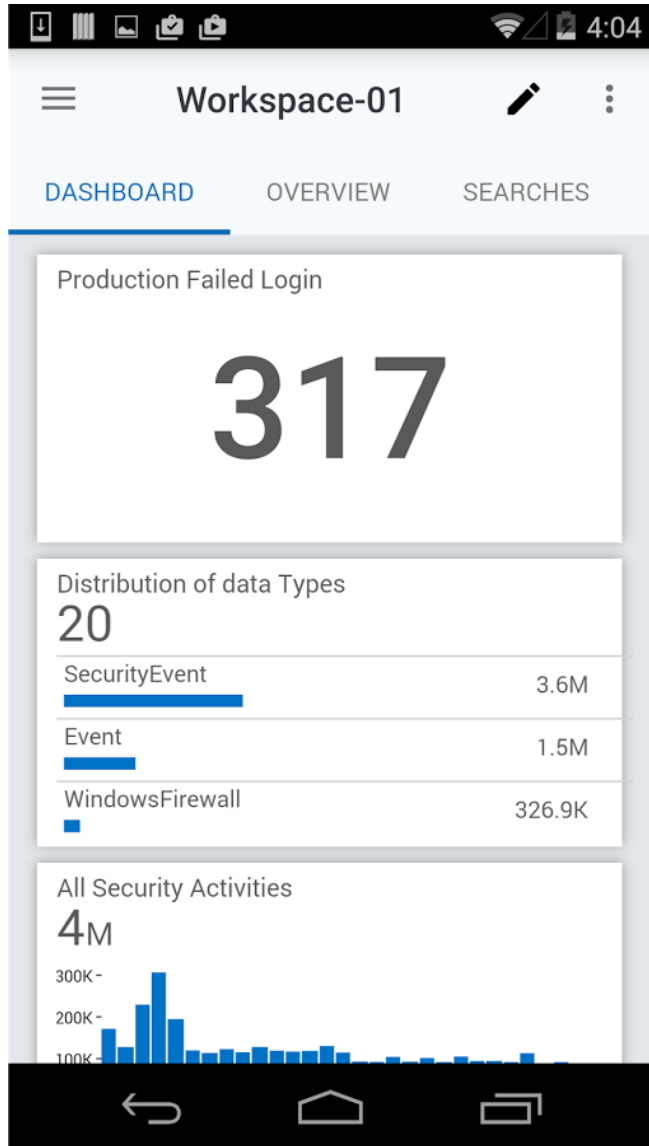 4:04
Workspace-01
DASHBOARD OVERVIEW SEARCHES
Production Failed Login
317
Distribution of data Types
20
SecurityEvent 3.6M
Event 1.5M
WindowsFirewall 326.9K
All Security Activities
4M
300K
200K
100K